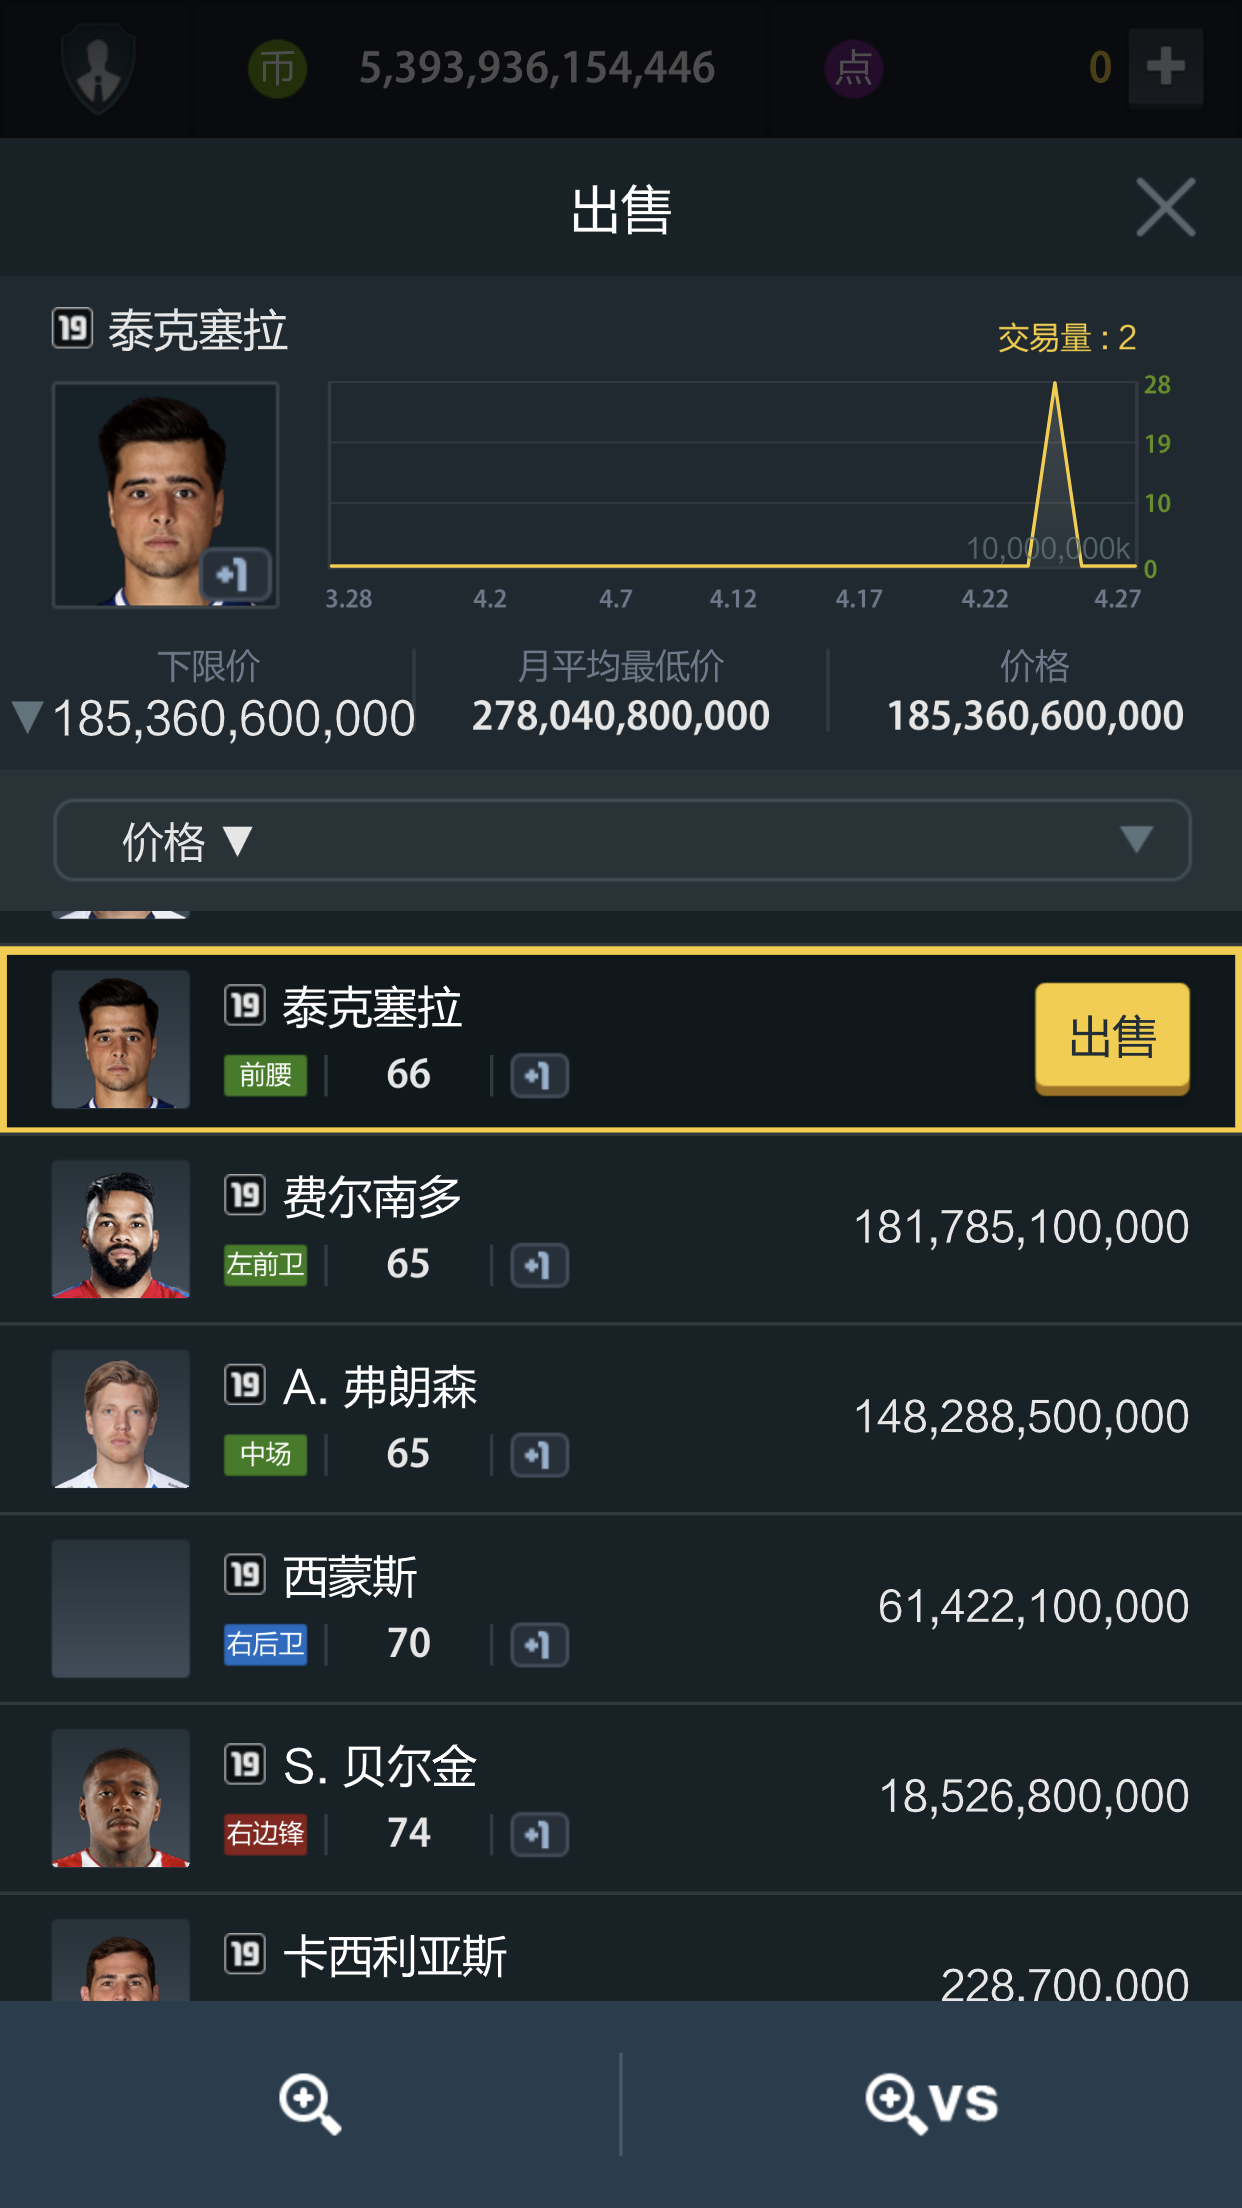 币 5,393,936,154,446 点 0
出售
19 泰克塞拉
交易量 : 2
28
19
10
10,000,000k
0
3.28 4.2 4.7 4.12 4.17 4.22 4.27
+1
下限价 月平均最低价 价格
▼185,360,600,000 278,040,800,000 185,360,600,000
价格 ▼
19 泰克塞拉
前腰 66 +1
出售
19 费尔南多
左前卫 65 +1
181,785,100,000
19 A. 弗朗森
中场 65 +1
148,288,500,000
19 西蒙斯
右后卫 70 +1
61,422,100,000
19 S. 贝尔金
右边锋 74 +1
18,526,800,000
19 卡西利亚斯
228,700,000
VS